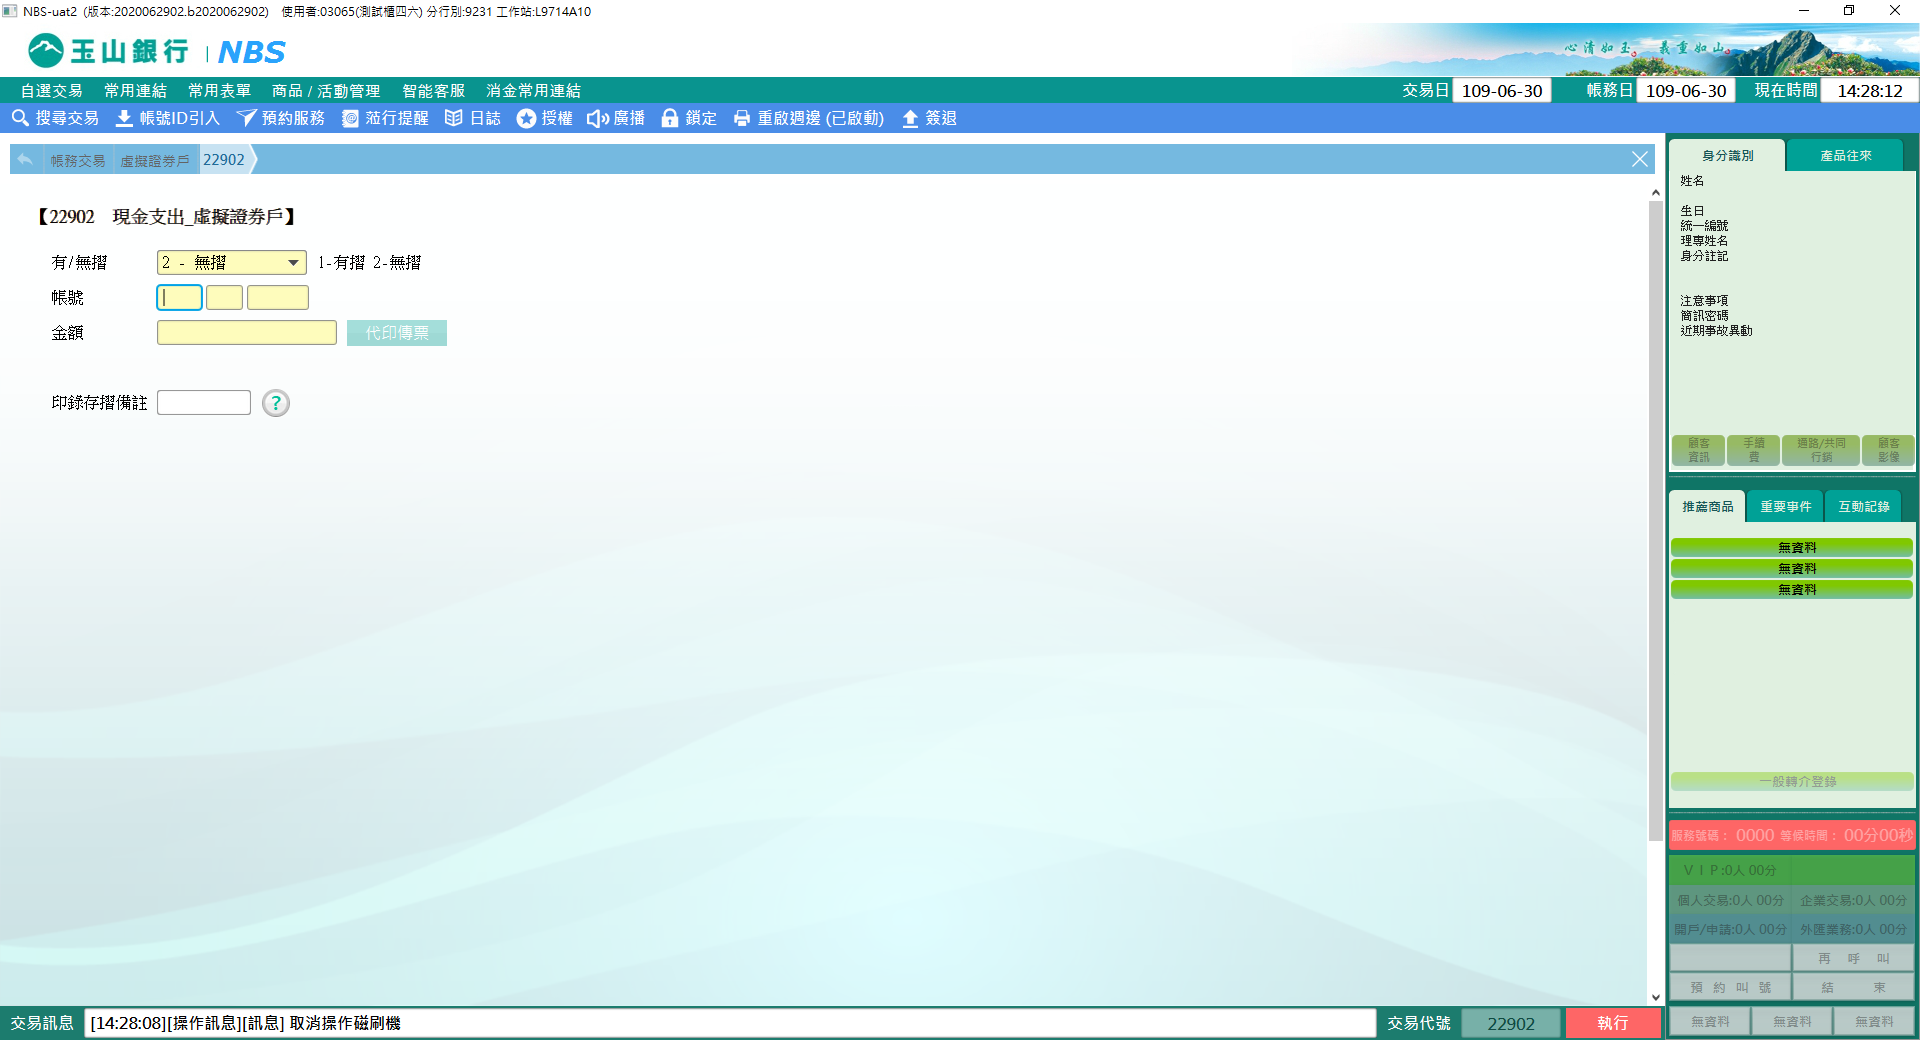 NBS-uat2 (版本:2020062902.b2020062902) 使用者:03065(測試櫃四六) 分行別:9231 工作站:L9714A10
玉山銀行 | NBS
心清如玉。義重如山。
自選交易 常用連結 常用表單 商品 / 活動管理 智能客服 消金常用連結
交易日 109-06-30 帳務日 109-06-30 現在時間 14:28:12
搜尋交易 帳號ID引入 預約服務 蒞行提醒 日誌 授權 廣播 鎖定 重啟週邊 (已啟動) 簽退
帳務交易 虛擬證券戶 22902
【22902 現金支出_虛擬證券戶】
有/無摺 2 - 無摺 1-有摺 2-無摺
帳號
金額 代印傳票
印錄存摺備註 ?
身分識別 產品往來
姓名
生日
統一編號
理專姓名
身分註記
注意事項
簡訊密碼
近期事故異動
顧客資訊 手續費 通路/共同行銷 顧客影像
推薦商品 重要事件 互動記錄
無資料
無資料
無資料
一般轉介登錄
服務號碼： 0000 等候時間： 00分00秒
ＶＩＰ:0人 00分
個人交易:0人 00分 企業交易:0人 00分
開戶/申請:0人 00分 外匯業務:0人 00分
再 呼 叫
預 約 叫 號 結 束
無資料 無資料 無資料
交易訊息 [14:28:08][操作訊息][訊息] 取消操作磁刷機
交易代號 22902 執行